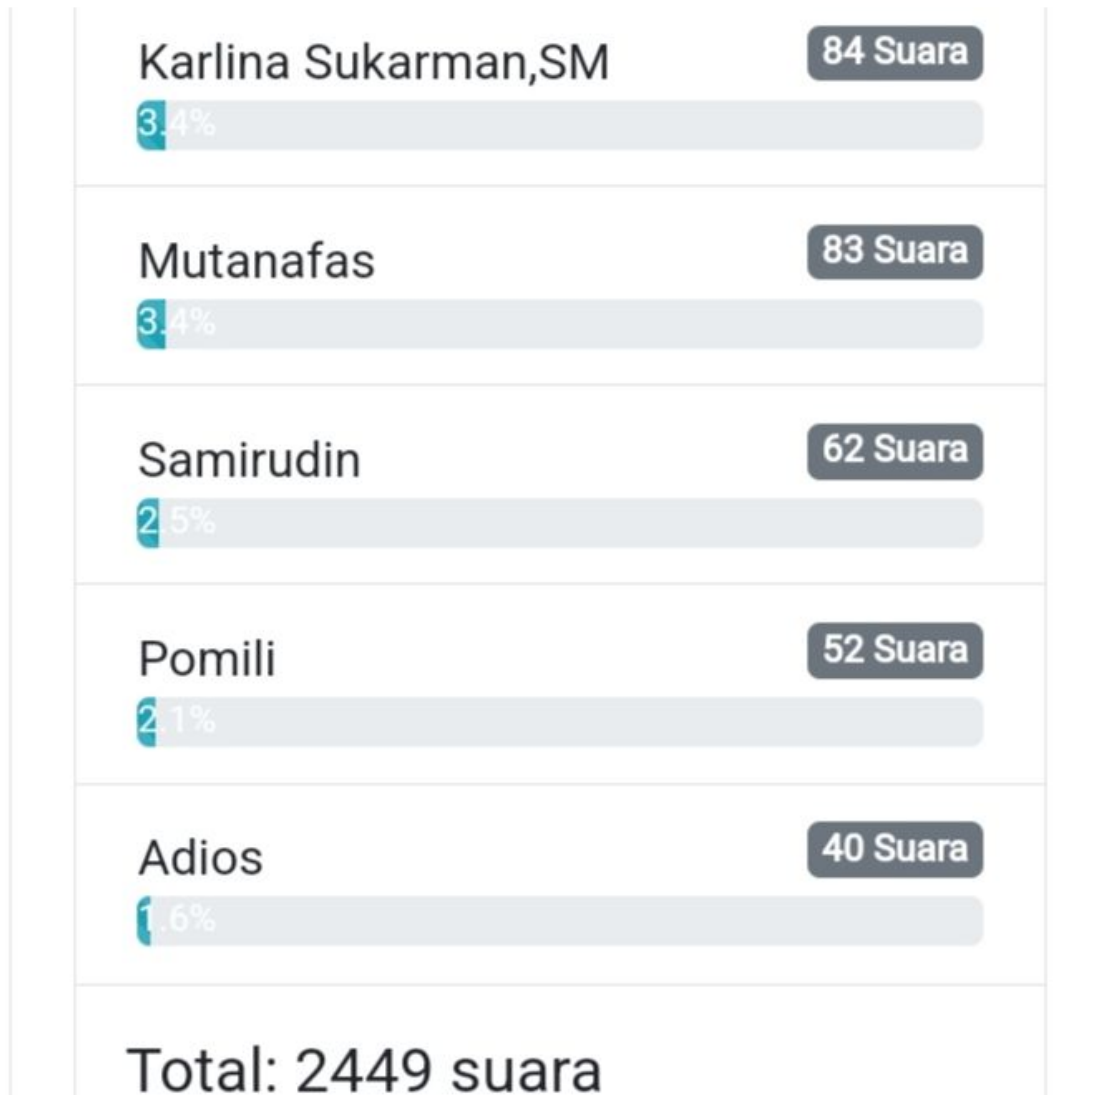 Karlina Sukarman,SM
84 Suara
3.4%
Mutanafas
83 Suara
3.4%
Samirudin
62 Suara
2.5%
Pomili
52 Suara
2.1%
Adios
40 Suara
1.6%
Total: 2449 suara